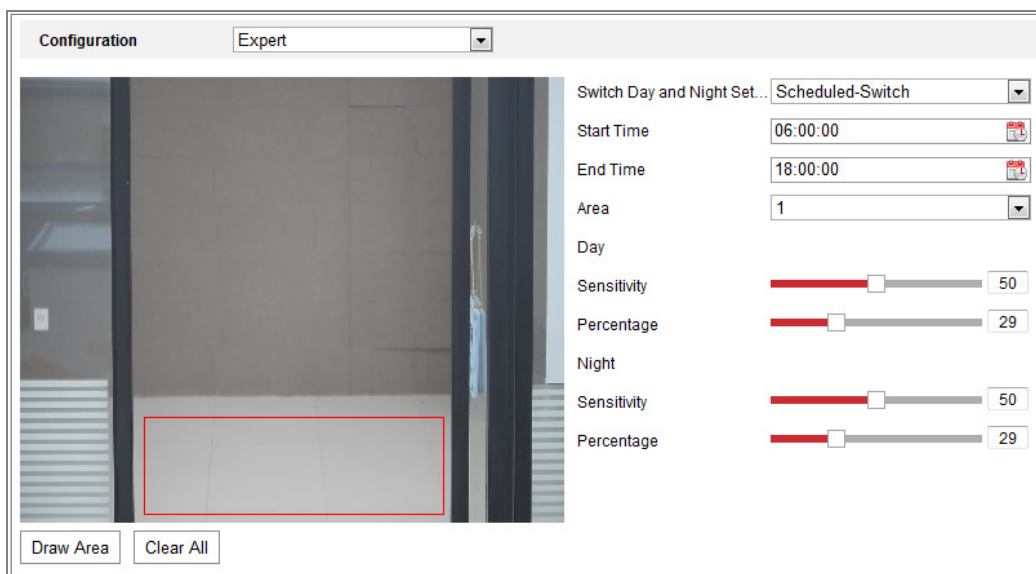 Configuration Expert
Switch Day and Night Set... Scheduled-Switch
Start Time 06:00:00
End Time 18:00:00
Area 1
Day
Sensitivity 50
Percentage 29
Night
Sensitivity 50
Percentage 29
Draw Area Clear All